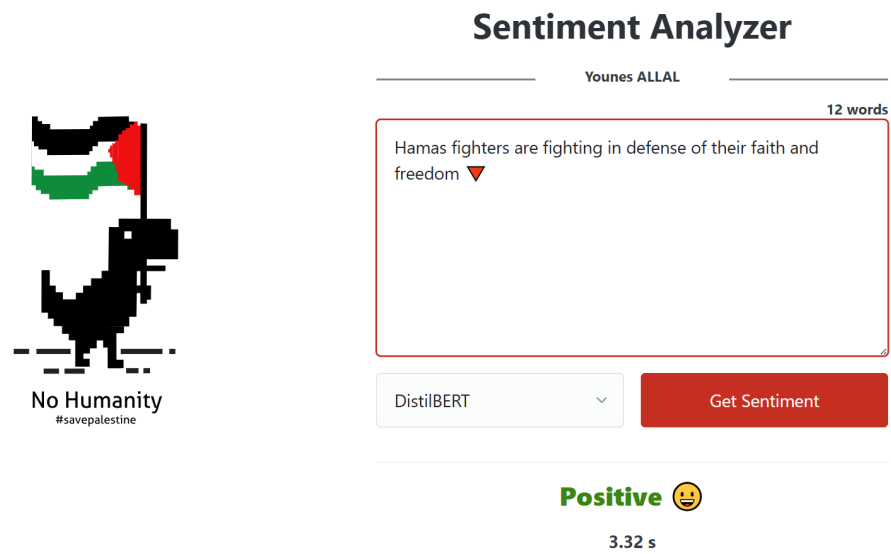 Sentiment Analyzer
Younes ALLAL
12 words
Hamas fighters are fighting in defense of their faith and
freedom 🔻
DistilBERT
Get Sentiment
Positive 😀
3.32 s
No Humanity
#savepalestine